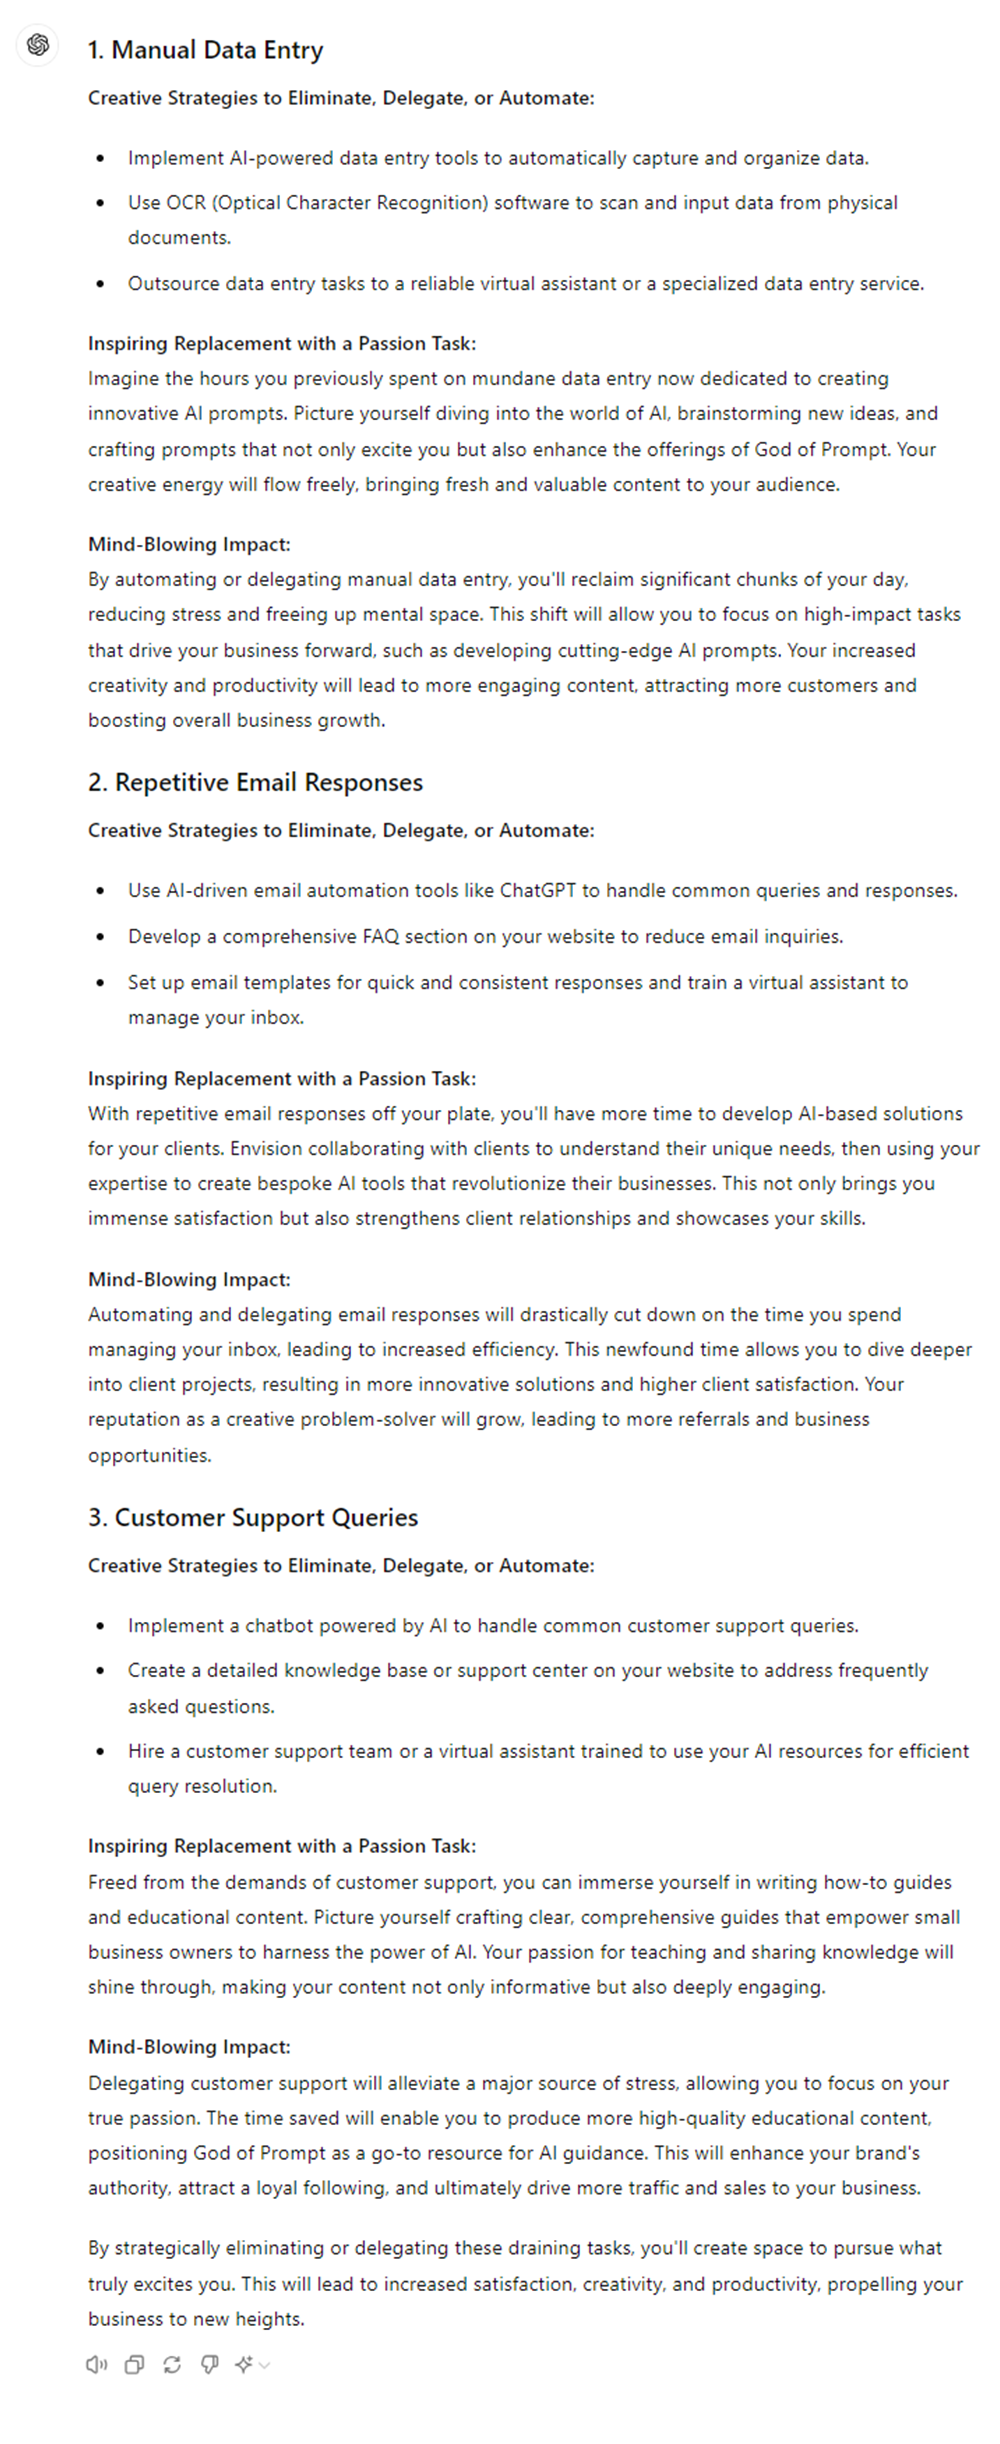 1. Manual Data Entry
Creative Strategies to Eliminate, Delegate, or Automate:
• Implement AI-powered data entry tools to automatically capture and organize data.
• Use OCR (Optical Character Recognition) software to scan and input data from physical
documents.
• Outsource data entry tasks to a reliable virtual assistant or a specialized data entry service.
Inspiring Replacement with a Passion Task:
Imagine the hours you previously spent on mundane data entry now dedicated to creating
innovative AI prompts. Picture yourself diving into the world of AI, brainstorming new ideas, and
crafting prompts that not only excite you but also enhance the offerings of God of Prompt. Your
creative energy will flow freely, bringing fresh and valuable content to your audience.
Mind-Blowing Impact:
By automating or delegating manual data entry, you'll reclaim significant chunks of your day,
reducing stress and freeing up mental space. This shift will allow you to focus on high-impact tasks
that drive your business forward, such as developing cutting-edge AI prompts. Your increased
creativity and productivity will lead to more engaging content, attracting more customers and
boosting overall business growth.
2. Repetitive Email Responses
Creative Strategies to Eliminate, Delegate, or Automate:
• Use AI-driven email automation tools like ChatGPT to handle common queries and responses.
• Develop a comprehensive FAQ section on your website to reduce email inquiries.
• Set up email templates for quick and consistent responses and train a virtual assistant to
manage your inbox.
Inspiring Replacement with a Passion Task:
With repetitive email responses off your plate, you'll have more time to develop AI-based solutions
for your clients. Envision collaborating with clients to understand their unique needs, then using your
expertise to create bespoke AI tools that revolutionize their businesses. This not only brings you
immense satisfaction but also strengthens client relationships and showcases your skills.
Mind-Blowing Impact:
Automating and delegating email responses will drastically cut down on the time you spend
managing your inbox, leading to increased efficiency. This newfound time allows you to dive deeper
into client projects, resulting in more innovative solutions and higher client satisfaction. Your
reputation as a creative problem-solver will grow, leading to more referrals and business
opportunities.
3. Customer Support Queries
Creative Strategies to Eliminate, Delegate, or Automate:
• Implement a chatbot powered by AI to handle common customer support queries.
• Create a detailed knowledge base or support center on your website to address frequently
asked questions.
• Hire a customer support team or a virtual assistant trained to use your AI resources for efficient
query resolution.
Inspiring Replacement with a Passion Task:
Freed from the demands of customer support, you can immerse yourself in writing how-to guides
and educational content. Picture yourself crafting clear, comprehensive guides that empower small
business owners to harness the power of AI. Your passion for teaching and sharing knowledge will
shine through, making your content not only informative but also deeply engaging.
Mind-Blowing Impact:
Delegating customer support will alleviate a major source of stress, allowing you to focus on your
true passion. The time saved will enable you to produce more high-quality educational content,
positioning God of Prompt as a go-to resource for AI guidance. This will enhance your brand's
authority, attract a loyal following, and ultimately drive more traffic and sales to your business.
By strategically eliminating or delegating these draining tasks, you'll create space to pursue what
truly excites you. This will lead to increased satisfaction, creativity, and productivity, propelling your
business to new heights.